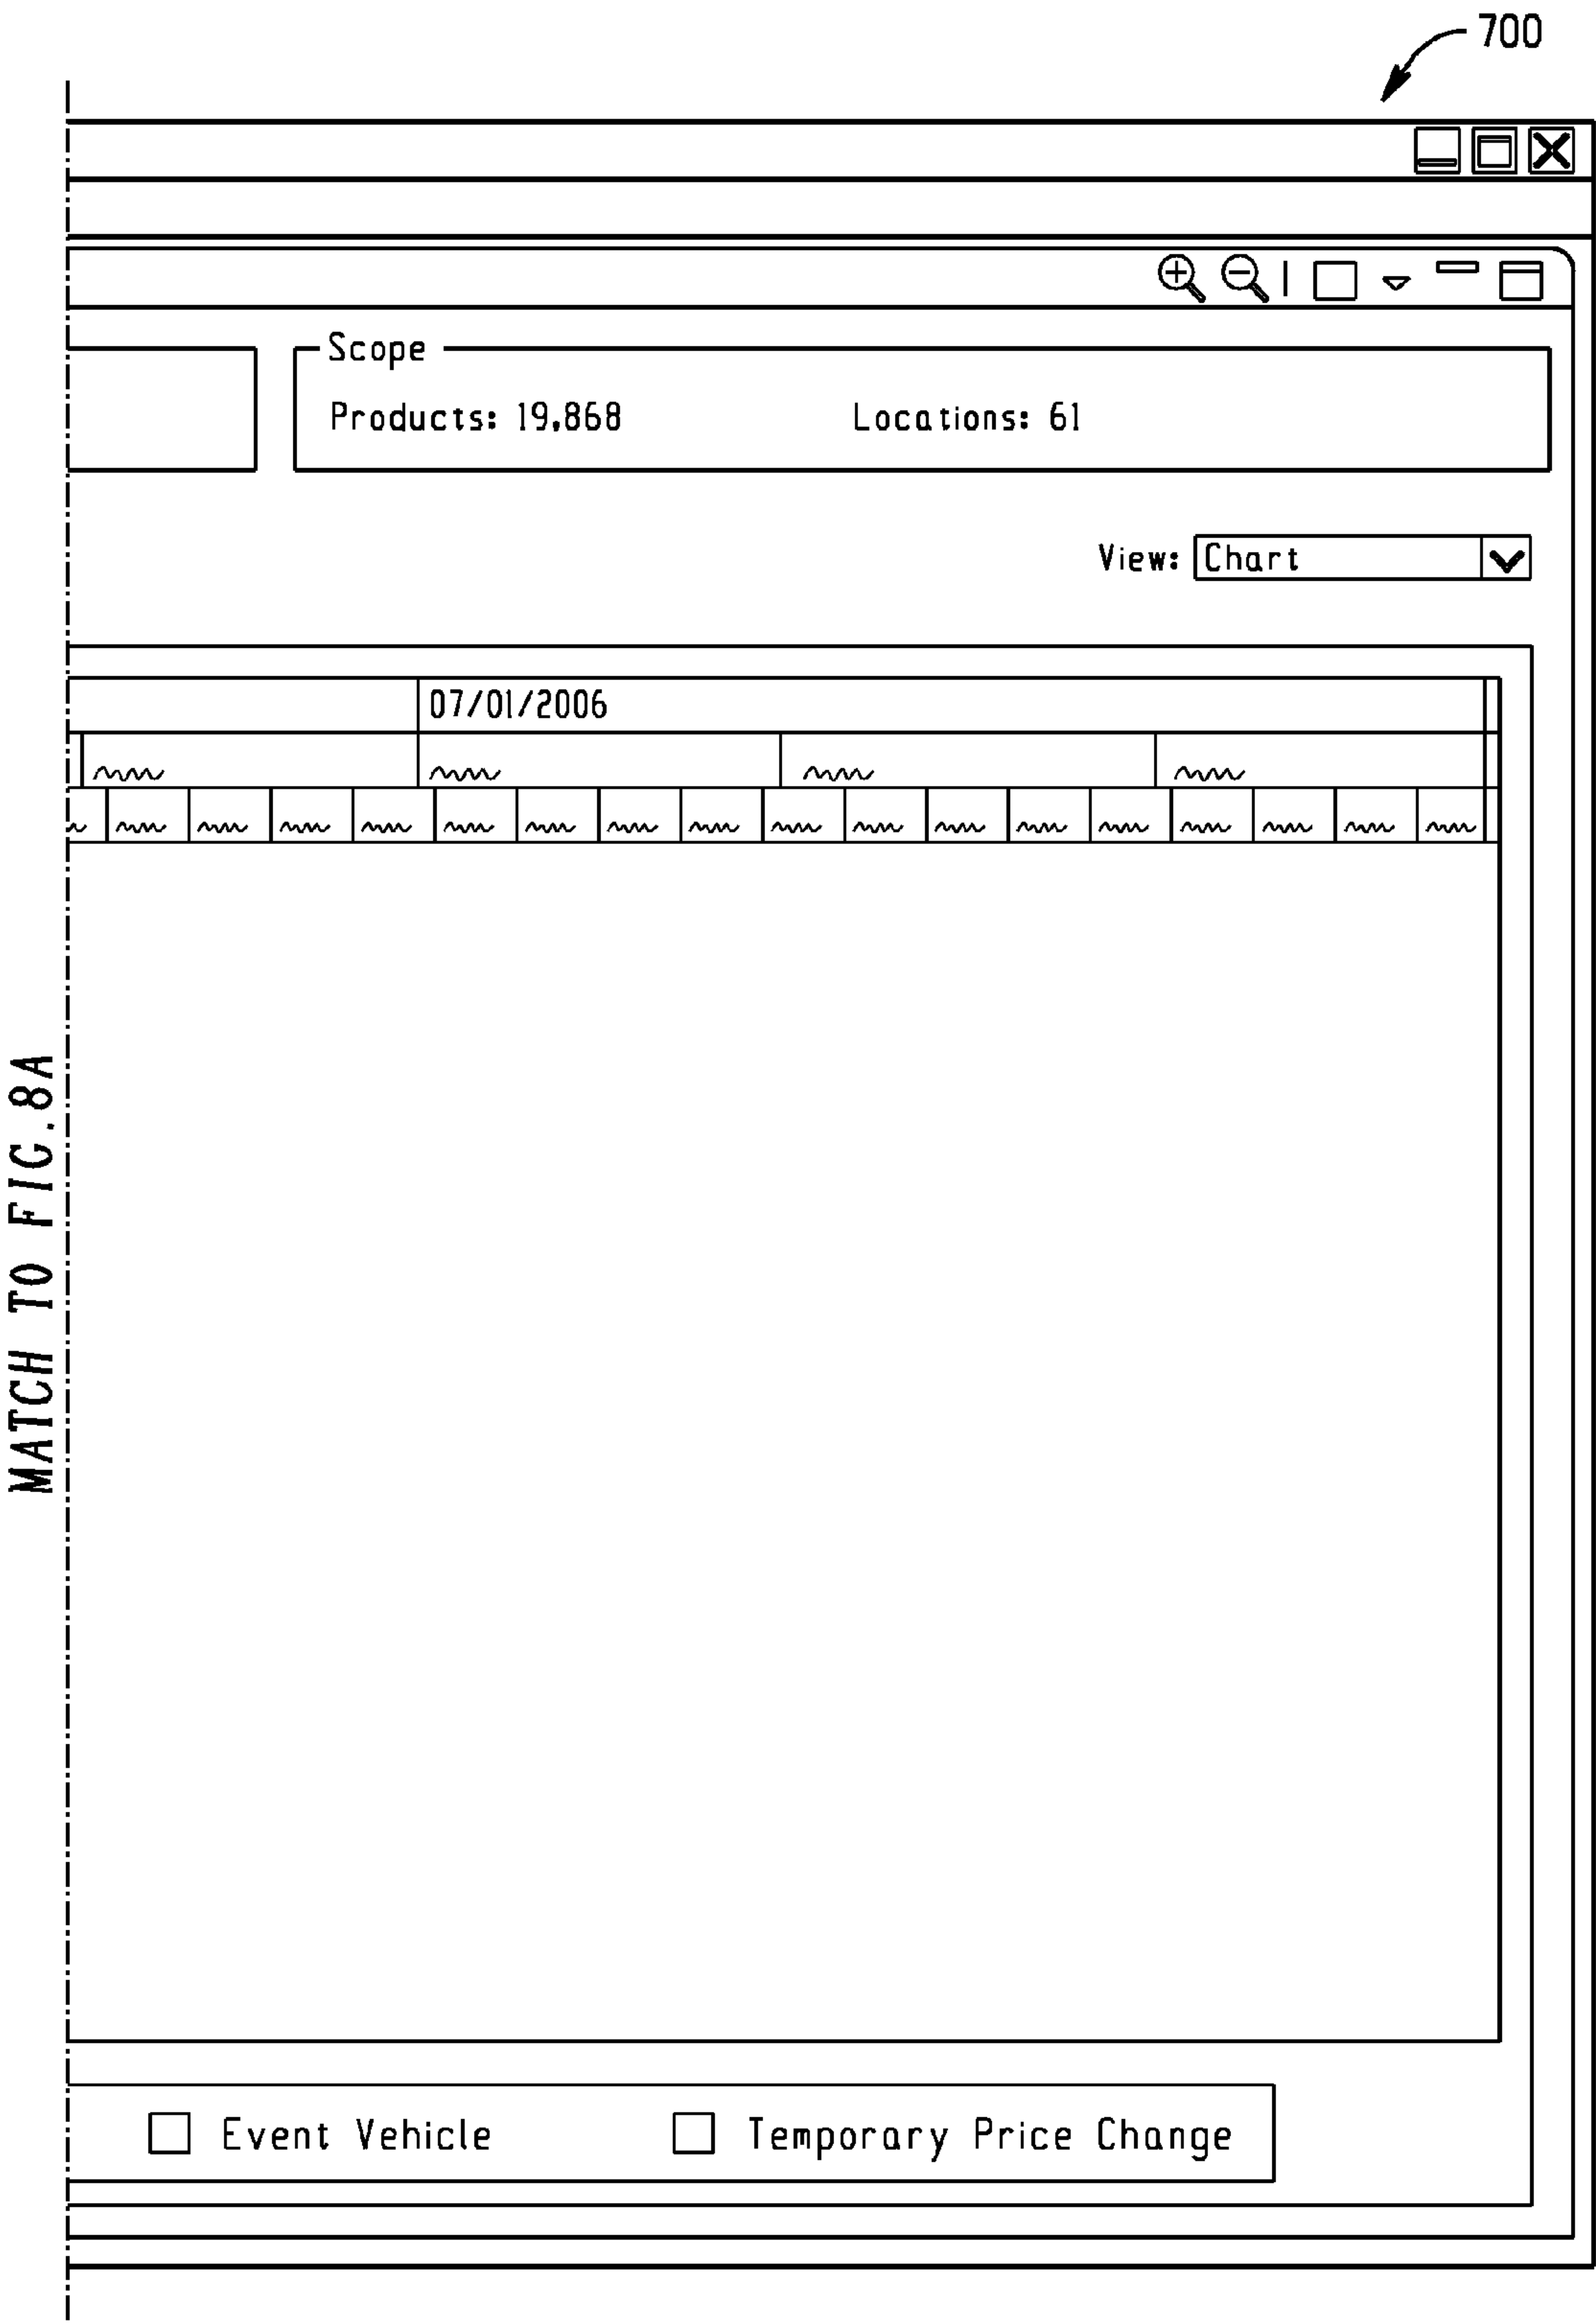 700
Scope
Products: 19,868 Locations: 61
View: Chart
07/01/2006
MATCH TO FIG.8A
Event Vehicle Temporary Price Change